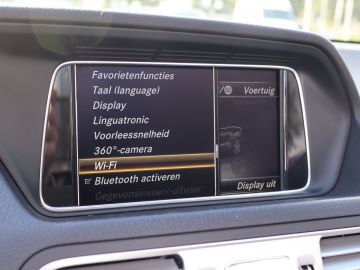 Favorietenfuncties
Taal (language)
Display
Linguatronic
Voorleessnelheid
360°-camera
Wi-Fi
Bluetooth activeren
Gegevensinvoer/-uitvoer
Voertuig
Display uit